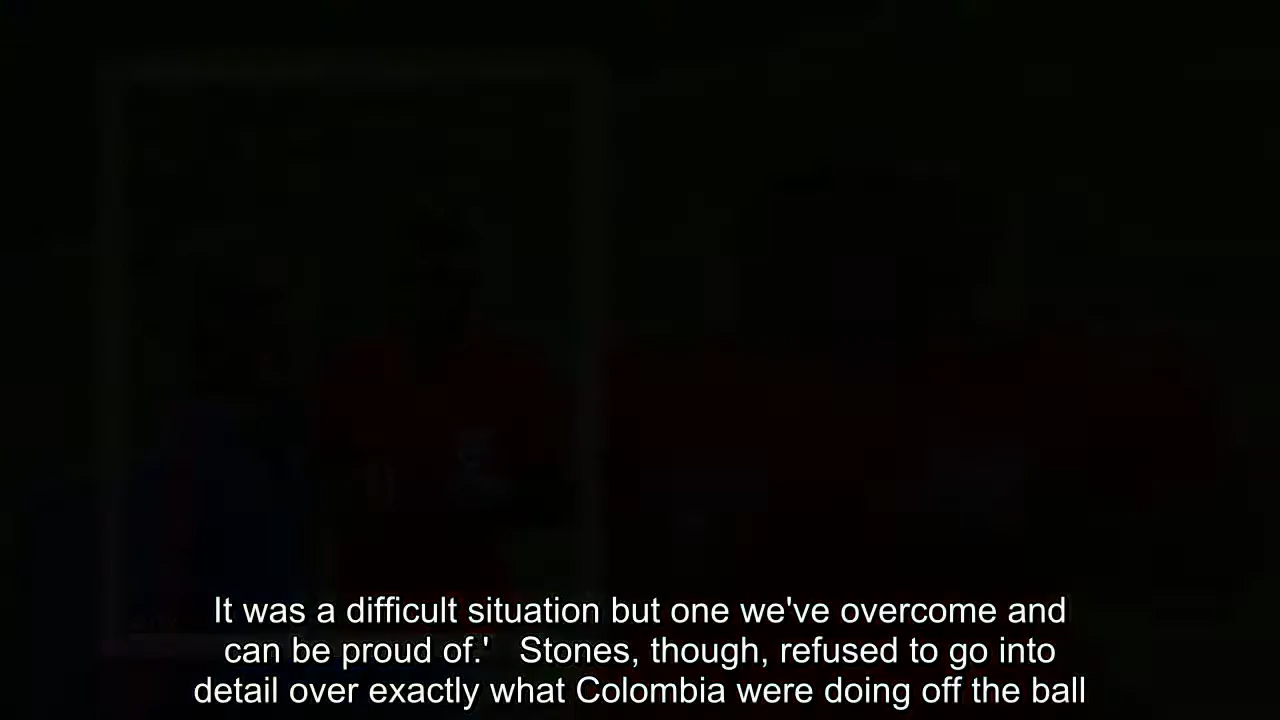 It was a difficult situation but one we've overcome and
can be proud of.'   Stones, though, refused to go into
detail over exactly what Colombia were doing off the ball